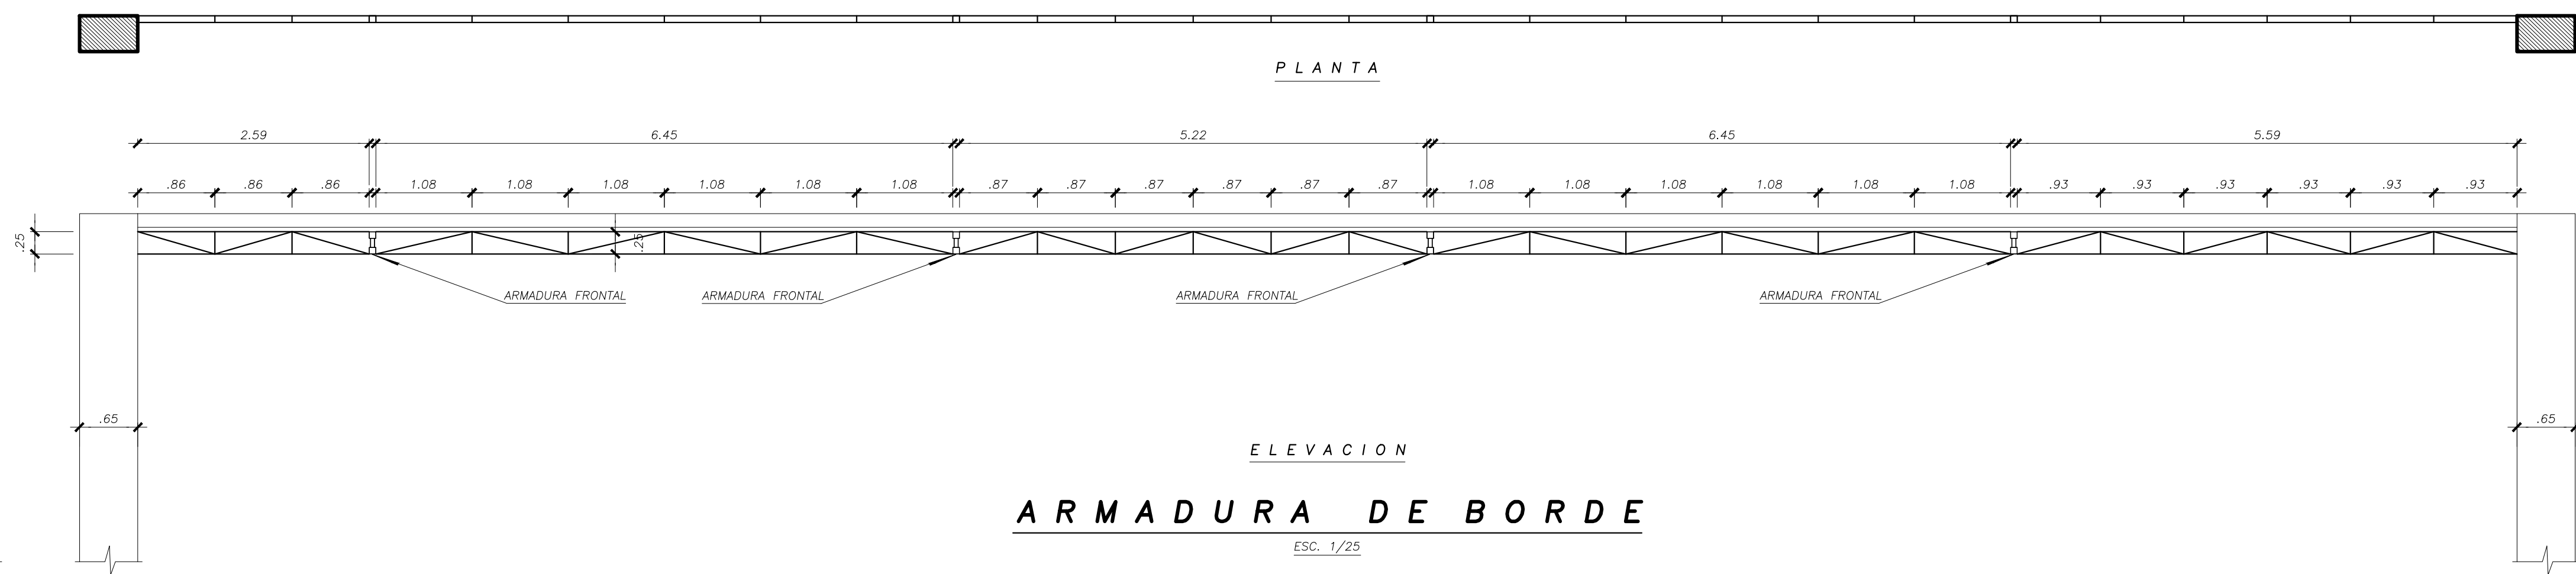 P L A N T A
2.59 6.45 5.22 6.45 5.59
.86 .86 .86 1.08 1.08 1.08 1.08 1.08 1.08 .87 .87 .87 .87 .87 .87 1.08 1.08 1.08 1.08 1.08 1.08 .93 .93 .93 .93 .93 .93
.25 .25
ARMADURA FRONTAL ARMADURA FRONTAL ARMADURA FRONTAL ARMADURA FRONTAL
.65 .65
E L E V A C I O N
A R M A D U R A D E B O R D E
ESC. 1/25